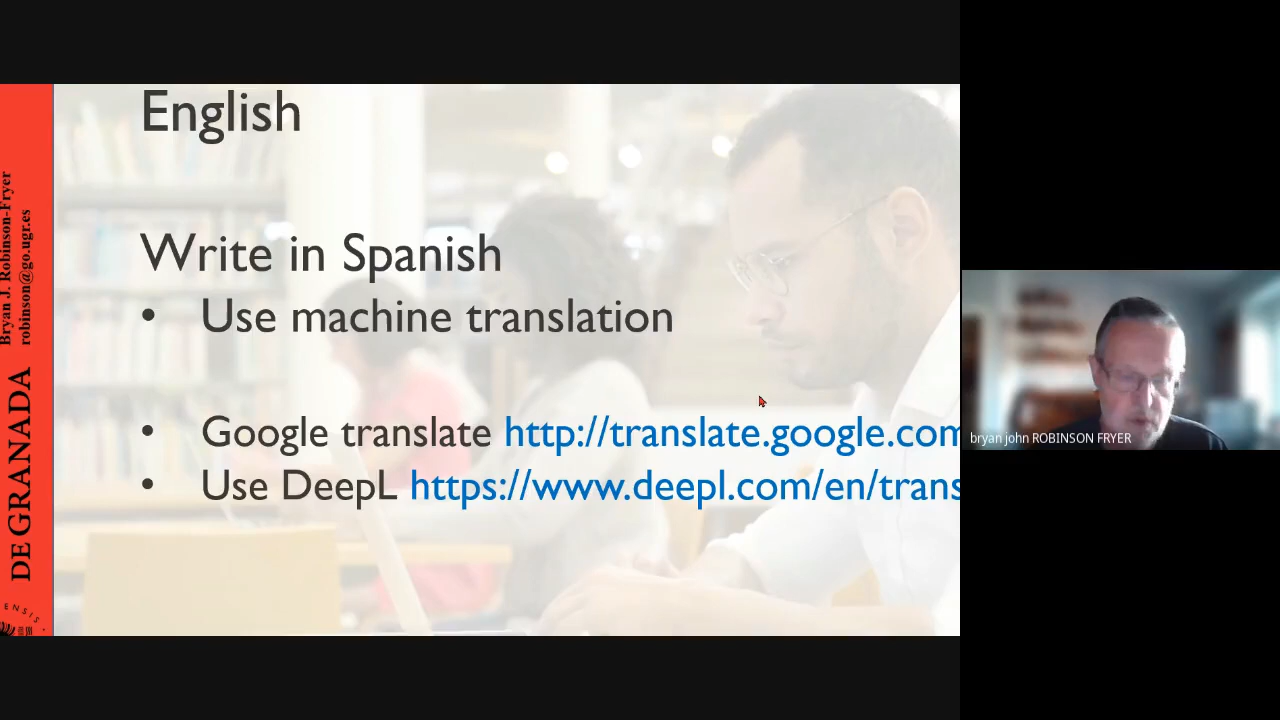 English
Write in Spanish
• Use machine translation
• Google translate http://translate.google.com
• Use DeepL https://www.deepl.com/en/trans
Bryan J. Robinson-Fryer
robinson@go.ugr.es
DE GRANADA
ENSIS
bryan john ROBINSON FRYER